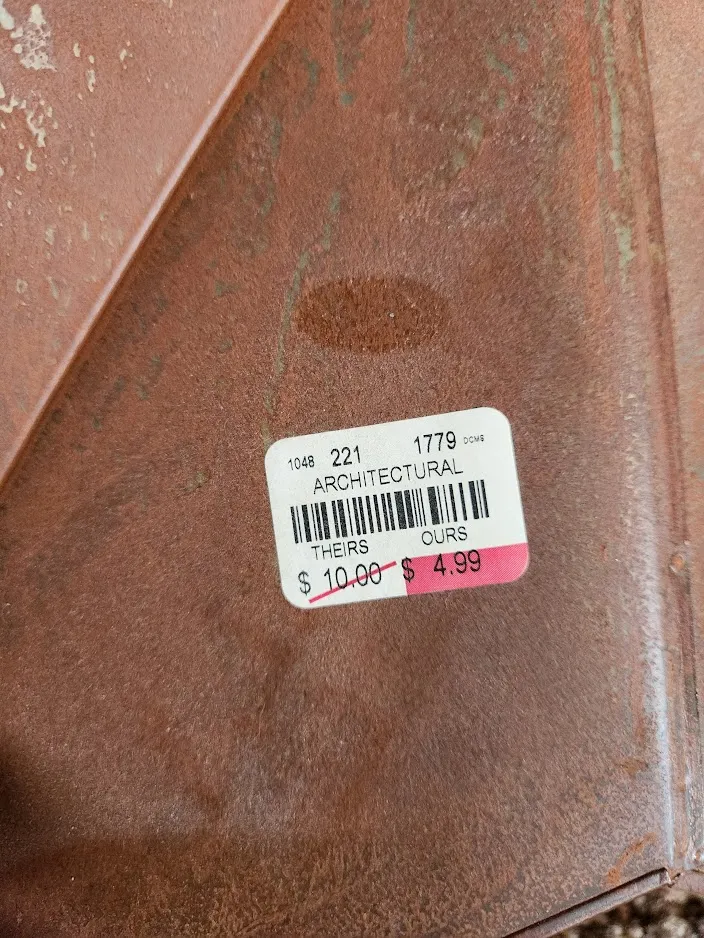 1048 221 1779 DCMS
ARCHITECTURAL
THEIRS OURS
$ 10.00 $ 4.99